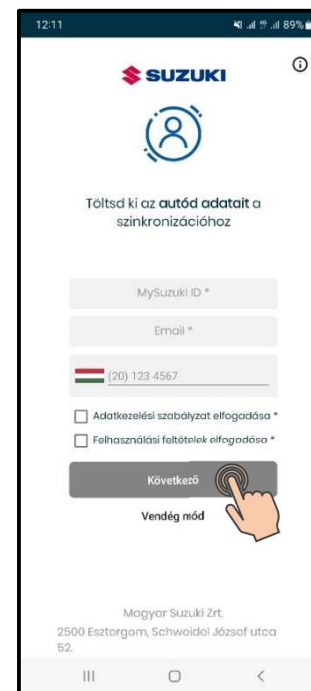 12:11 89%
SUZUKI
Töltsd ki az autód adatait a
szinkronizációhoz
MySuzuki ID *
Email *
(20) 123 4567
Adatkezelési szabályzat elfogadása *
Felhasználási feltételek elfogadása *
Következő
Vendég mód
Magyar Suzuki Zrt.
2500 Esztorgom, Schweidel József utca
52.